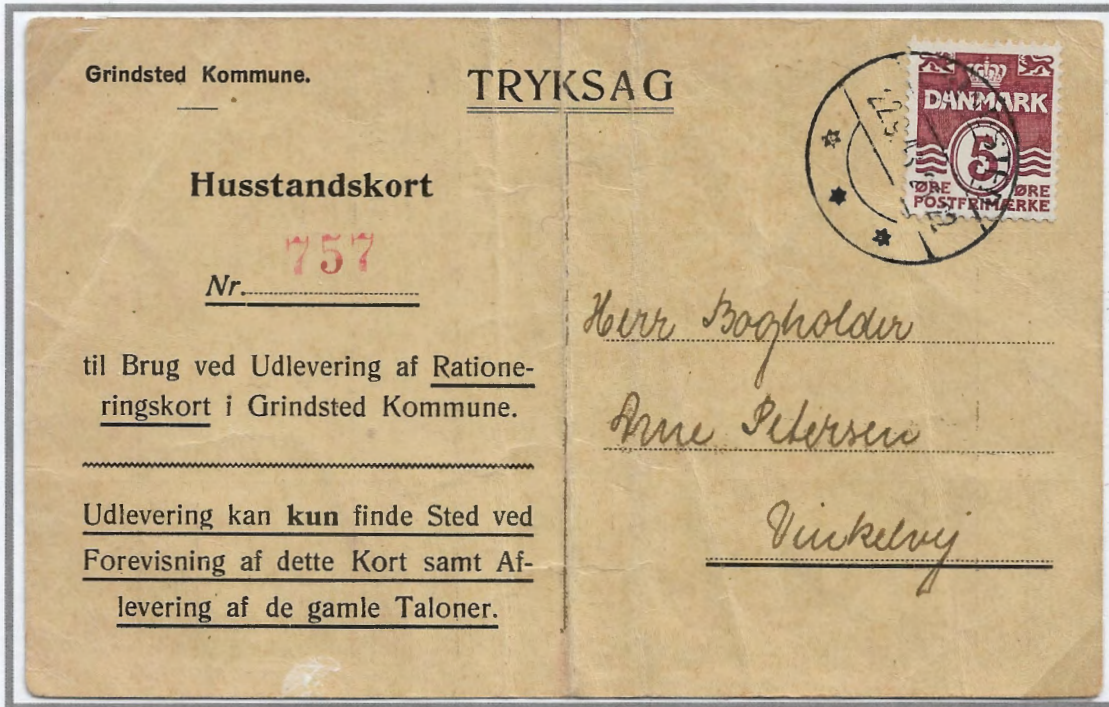 Grindsted Kommune.
TRYKSAG
Husstandskort
757
Nr.
til Brug ved Udlevering af Ratione-
ringskort i Grindsted Kommune.
Udlevering kan kun finde Sted ved
Forevisning af dette Kort samt Af-
levering af de gamle Taloner.
DANMARK
5
ØRE ØRE
POSTFRIMÆRKE
Herr Bogholder
Arne Petersen
Vinkelvej